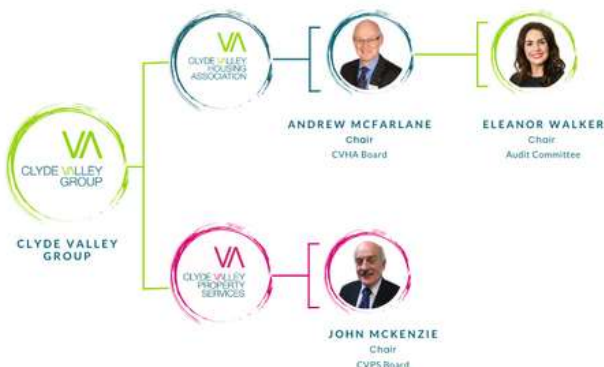 VA
CLYDE VALLEY
HOUSING
ASSOCIATION
ANDREW MCFARLANE
Chair
CVHA Board
ELEANOR WALKER
Chair
Audit Committee
VA
CLYDE VALLEY
GROUP
CLYDE VALLEY
GROUP
VA
CLYDE VALLEY
PROPERTY
SERVICES
JOHN MCKENZIE
Chair
CVPS Board